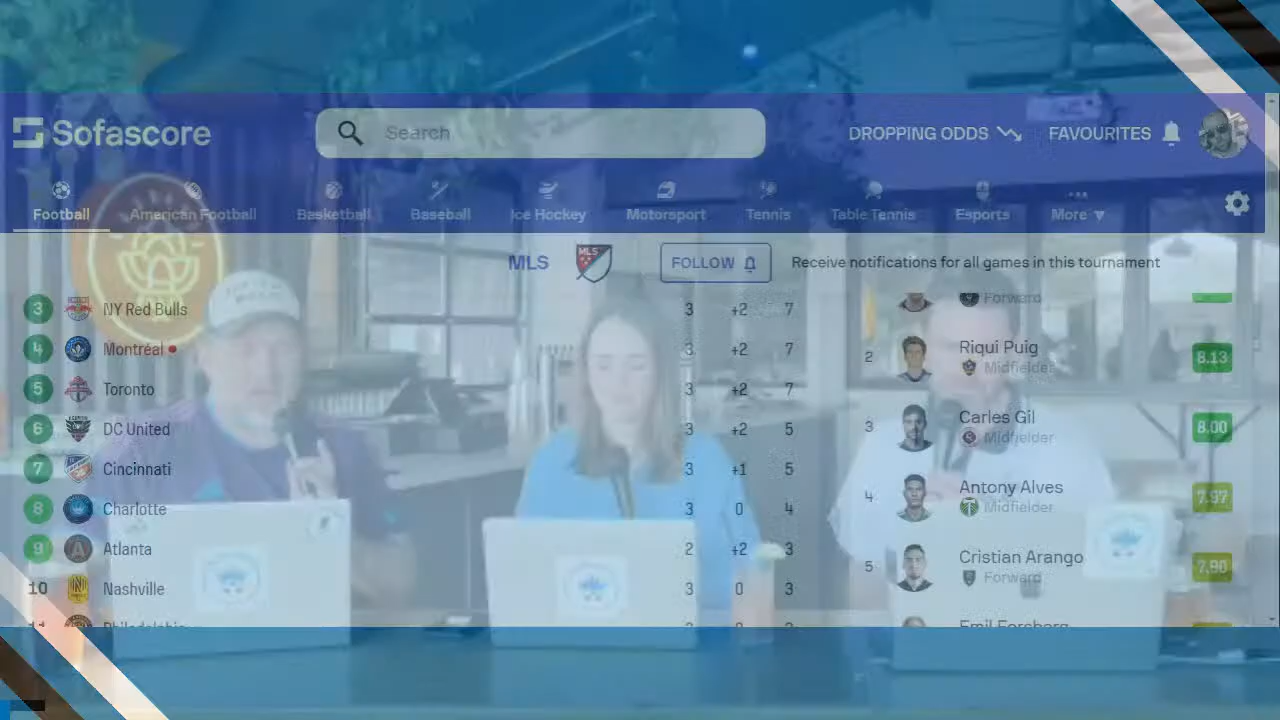 Sofascore
Search
DROPPING ODDS
FAVOURITES
Football
American Football
Basketball
Baseball
Ice Hockey
Motorsport
Tennis
Table Tennis
Esports
More
MLS
MLS
FOLLOW
Receive notifications for all games in this tournament
3 NY Red Bulls 3 +2 7
4 Montréal 3 +2 7
5 Toronto 3 +2 7
6 DC United 3 +2 5
7 Cincinnati 3 +1 5
8 Charlotte 3 0 4
9 Atlanta 2 +2 3
10 Nashville 3 0 3
Philadelphia
Forward
2 Riqui Puig 8.13
Midfielder
3 Carles Gil 8.00
Midfielder
4 Antony Alves 7.97
Midfielder
5 Cristian Arango 7.90
Forward
Emil Forsberg